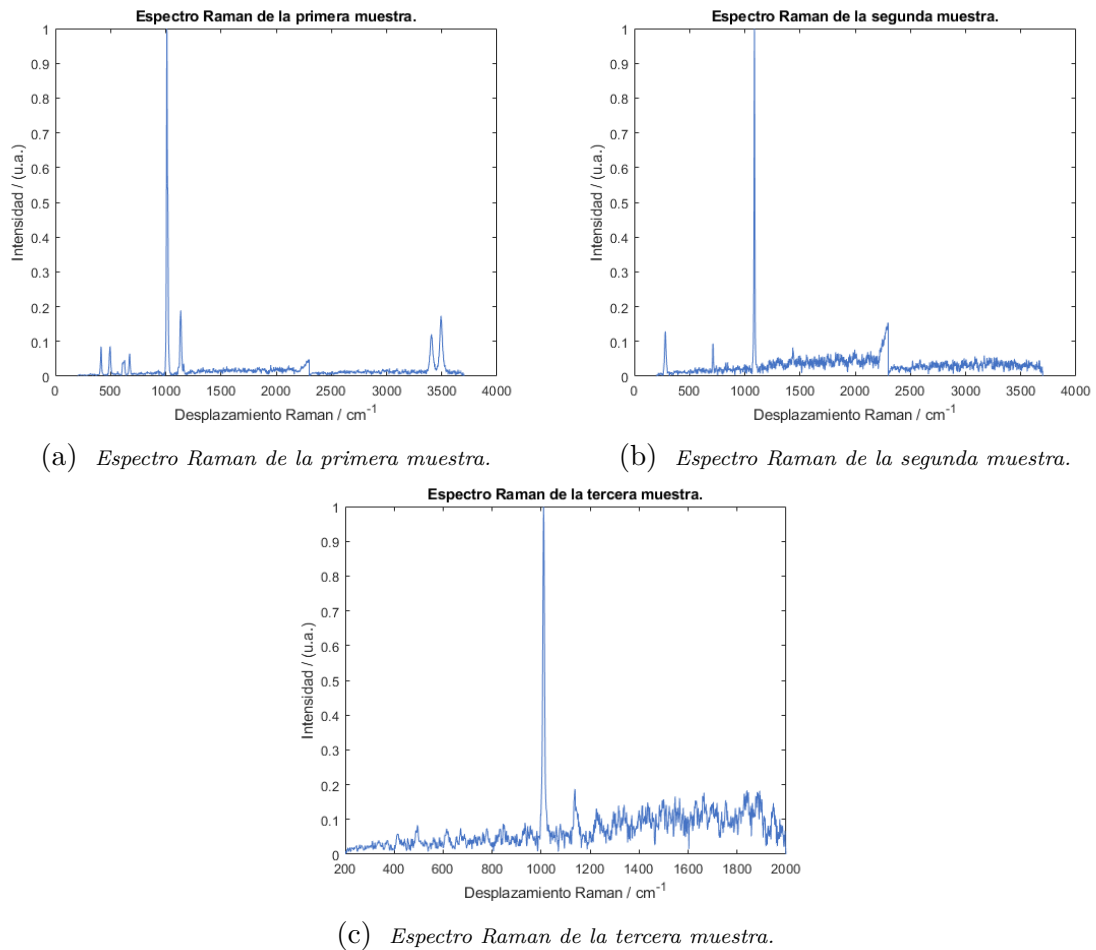 Espectro Raman de la primera muestra.
1
0.9
0.8
0.7
0.6
0.5
0.4
0.3
0.2
0.1
0
Intensidad / (u.a.)
0 500 1000 1500 2000 2500 3000 3500 4000
Desplazamiento Raman / cm⁻¹
(a) Espectro Raman de la primera muestra.
Espectro Raman de la segunda muestra.
1
0.9
0.8
0.7
0.6
0.5
0.4
0.3
0.2
0.1
0
Intensidad / (u.a.)
0 500 1000 1500 2000 2500 3000 3500 4000
Desplazamiento Raman / cm⁻¹
(b) Espectro Raman de la segunda muestra.
Espectro Raman de la tercera muestra.
1
0.9
0.8
0.7
0.6
0.5
0.4
0.3
0.2
0.1
0
Intensidad / (u.a.)
200 400 600 800 1000 1200 1400 1600 1800 2000
Desplazamiento Raman / cm⁻¹
(c) Espectro Raman de la tercera muestra.